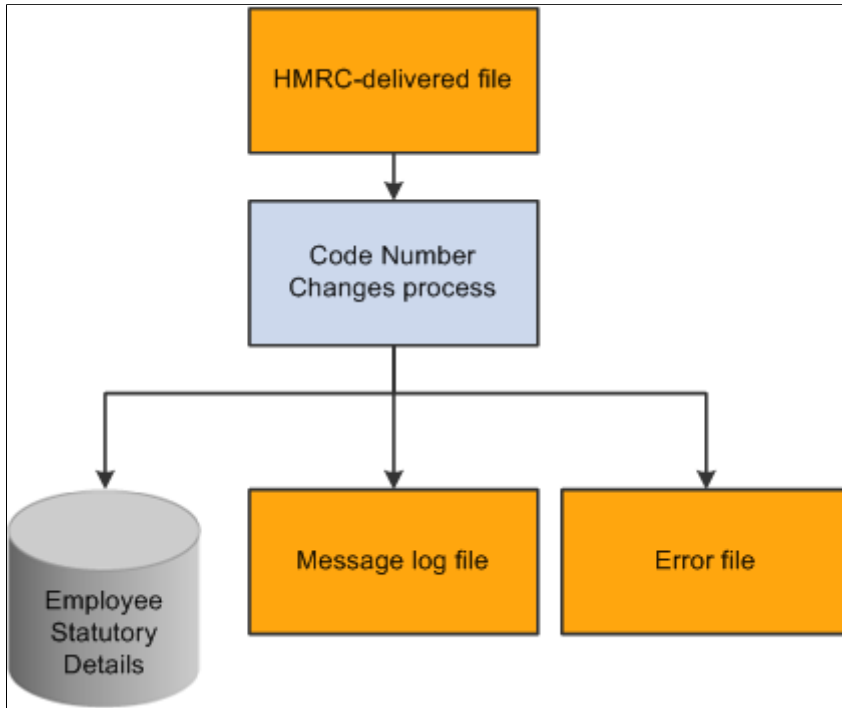 HMRC-delivered file
Code Number
Changes process
Employee
Statutory
Details
Message log file
Error file